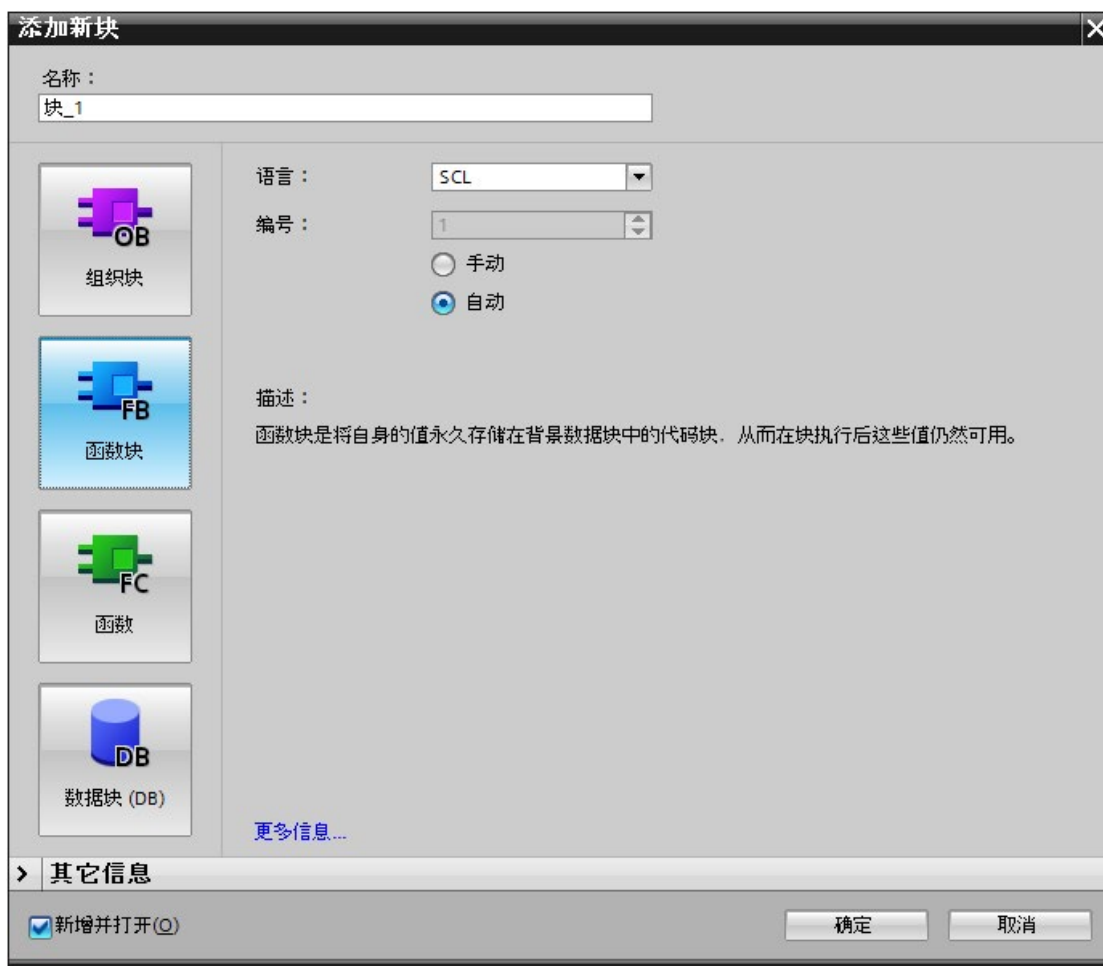 添加新块
名称：
块_1
OB
组织块
FB
函数块
FC
函数
DB
数据块 (DB)
语言：
SCL
编号：
1
手动
自动
描述：
函数块是将自身的值永久存储在背景数据块中的代码块，从而在块执行后这些值仍然可用。
更多信息...
其它信息
新增并打开(O)
确定
取消